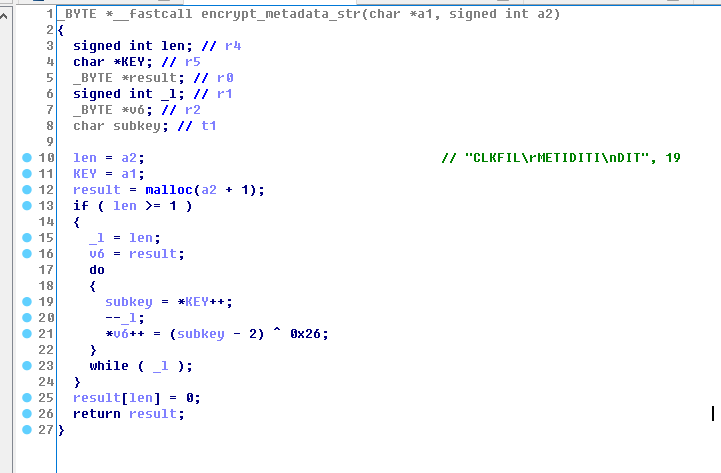 1 _BYTE *__fastcall encrypt_metadata_str(char *a1, signed int a2)
2 {
3 signed int len; // r4
4 char *KEY; // r5
5 _BYTE *result; // r0
6 signed int _l; // r1
7 _BYTE *v6; // r2
8 char subkey; // t1
9
10 len = a2; // "CLKFIL\rMETIDITI\nDIT", 19
11 KEY = a1;
12 result = malloc(a2 + 1);
13 if ( len >= 1 )
14 {
15 _l = len;
16 v6 = result;
17 do
18 {
19 subkey = *KEY++;
20 --_l;
21 *v6++ = (subkey - 2) ^ 0x26;
22 }
23 while ( _l );
24 }
25 result[len] = 0;
26 return result;
27 }